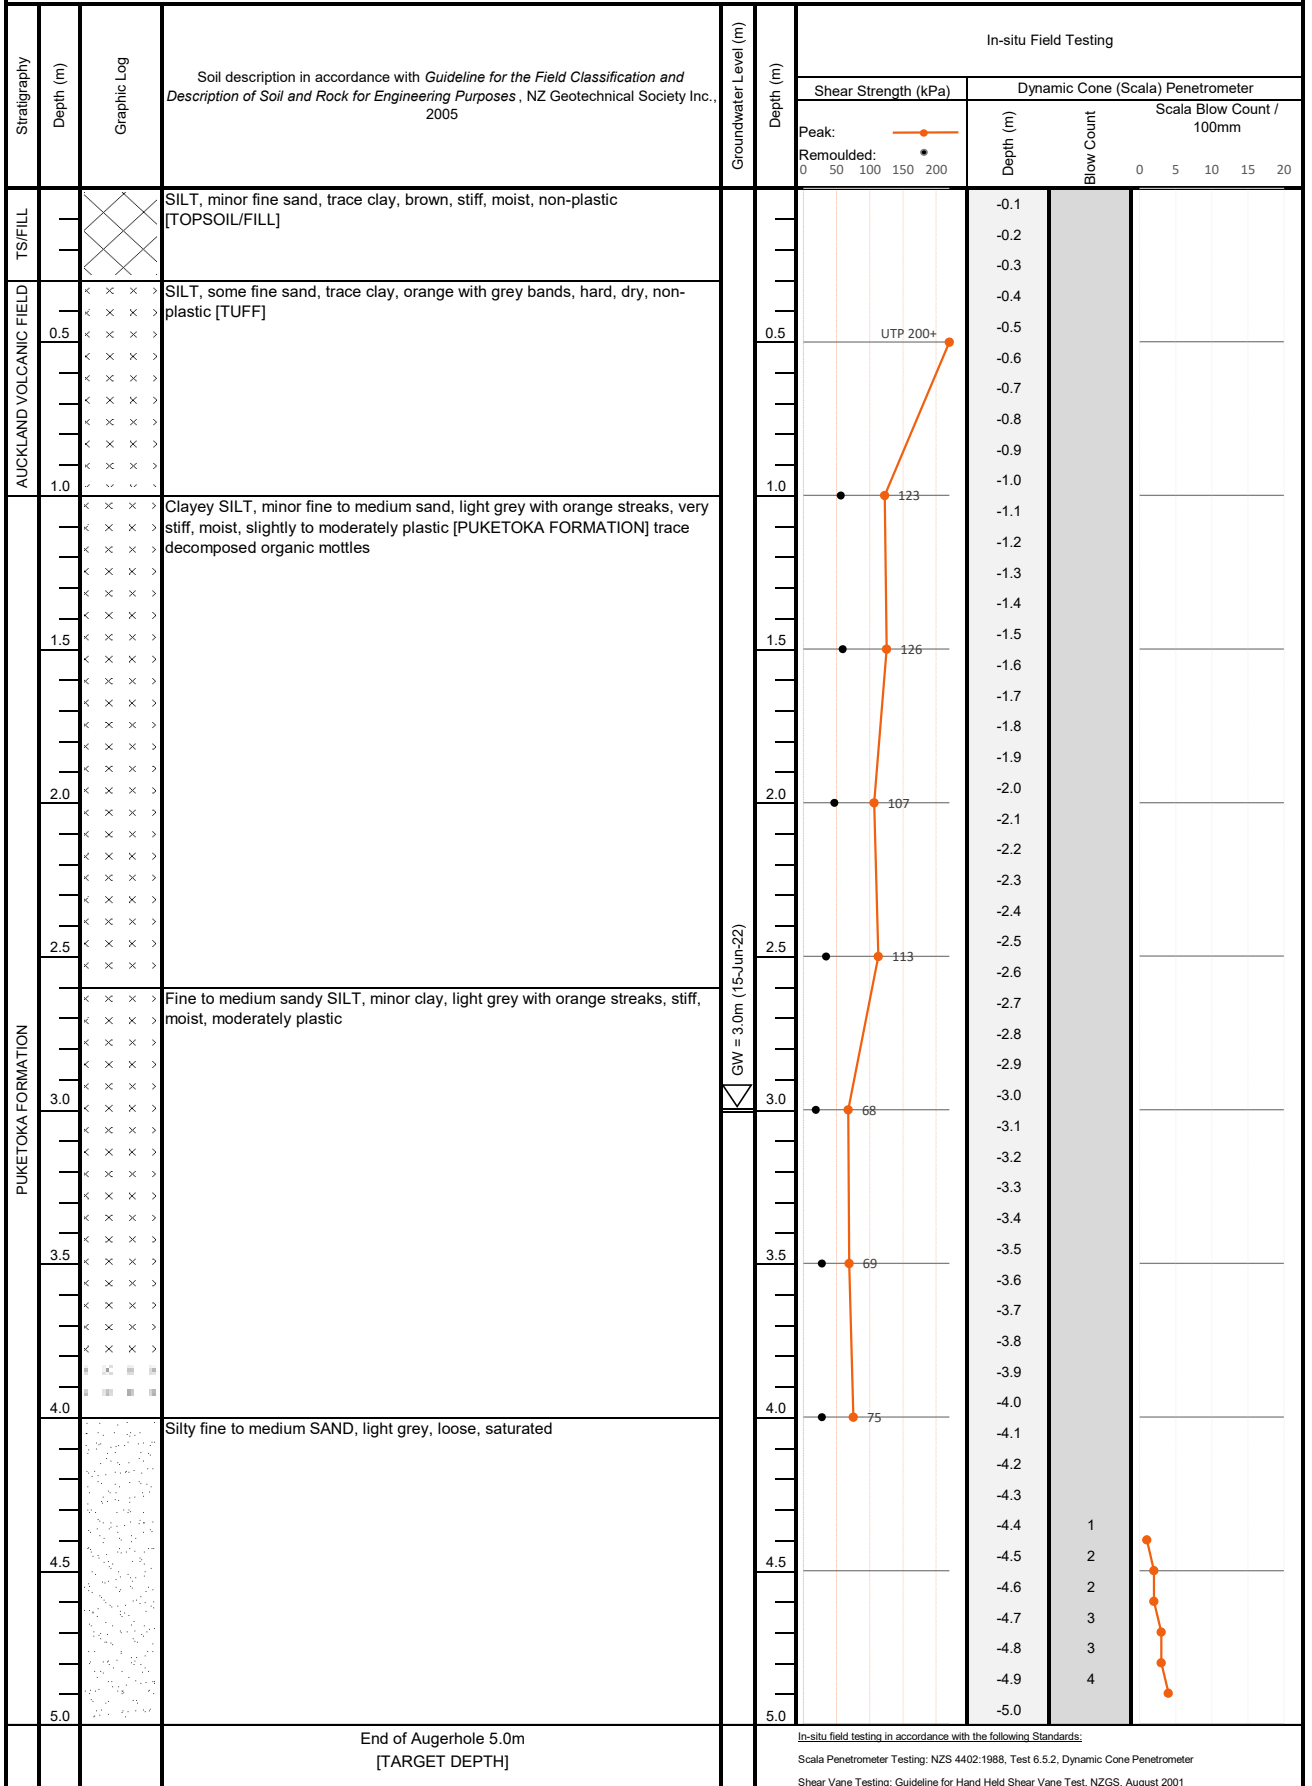 Stratigraphy
Depth (m)
Graphic Log
Soil description in accordance with Guideline for the Field Classification and
Description of Soil and Rock for Engineering Purposes , NZ Geotechnical Society Inc.,
2005
Groundwater Level (m)
Depth (m)
In-situ Field Testing
Shear Strength (kPa)
Peak:
Remoulded:
0 50 100 150 200
Dynamic Cone (Scala) Penetrometer
Depth (m)
Blow Count
Scala Blow Count /
100mm
0 5 10 15 20
TS/FILL
SILT, minor fine sand, trace clay, brown, stiff, moist, non-plastic
[TOPSOIL/FILL]
AUCKLAND VOLCANIC FIELD
SILT, some fine sand, trace clay, orange with grey bands, hard, dry, non-
plastic [TUFF]
PUKETOKA FORMATION
Clayey SILT, minor fine to medium sand, light grey with orange streaks, very
stiff, moist, slightly to moderately plastic [PUKETOKA FORMATION] trace
decomposed organic mottles
Fine to medium sandy SILT, minor clay, light grey with orange streaks, stiff,
moist, moderately plastic
Silty fine to medium SAND, light grey, loose, saturated
0.5
1.0
1.5
2.0
2.5
3.0
3.5
4.0
4.5
5.0
GW = 3.0m (15-Jun-22)
0.5
1.0
1.5
2.0
2.5
3.0
3.5
4.0
4.5
5.0
UTP 200+
123
126
107
113
68
69
75
-0.1
-0.2
-0.3
-0.4
-0.5
-0.6
-0.7
-0.8
-0.9
-1.0
-1.1
-1.2
-1.3
-1.4
-1.5
-1.6
-1.7
-1.8
-1.9
-2.0
-2.1
-2.2
-2.3
-2.4
-2.5
-2.6
-2.7
-2.8
-2.9
-3.0
-3.1
-3.2
-3.3
-3.4
-3.5
-3.6
-3.7
-3.8
-3.9
-4.0
-4.1
-4.2
-4.3
-4.4 1
-4.5 2
-4.6 2
-4.7 3
-4.8 3
-4.9 4
-5.0
End of Augerhole 5.0m
[TARGET DEPTH]
In-situ field testing in accordance with the following Standards:
Scala Penetrometer Testing: NZS 4402:1988, Test 6.5.2, Dynamic Cone Penetrometer
Shear Vane Testing: Guideline for Hand Held Shear Vane Test, NZGS, August 2001